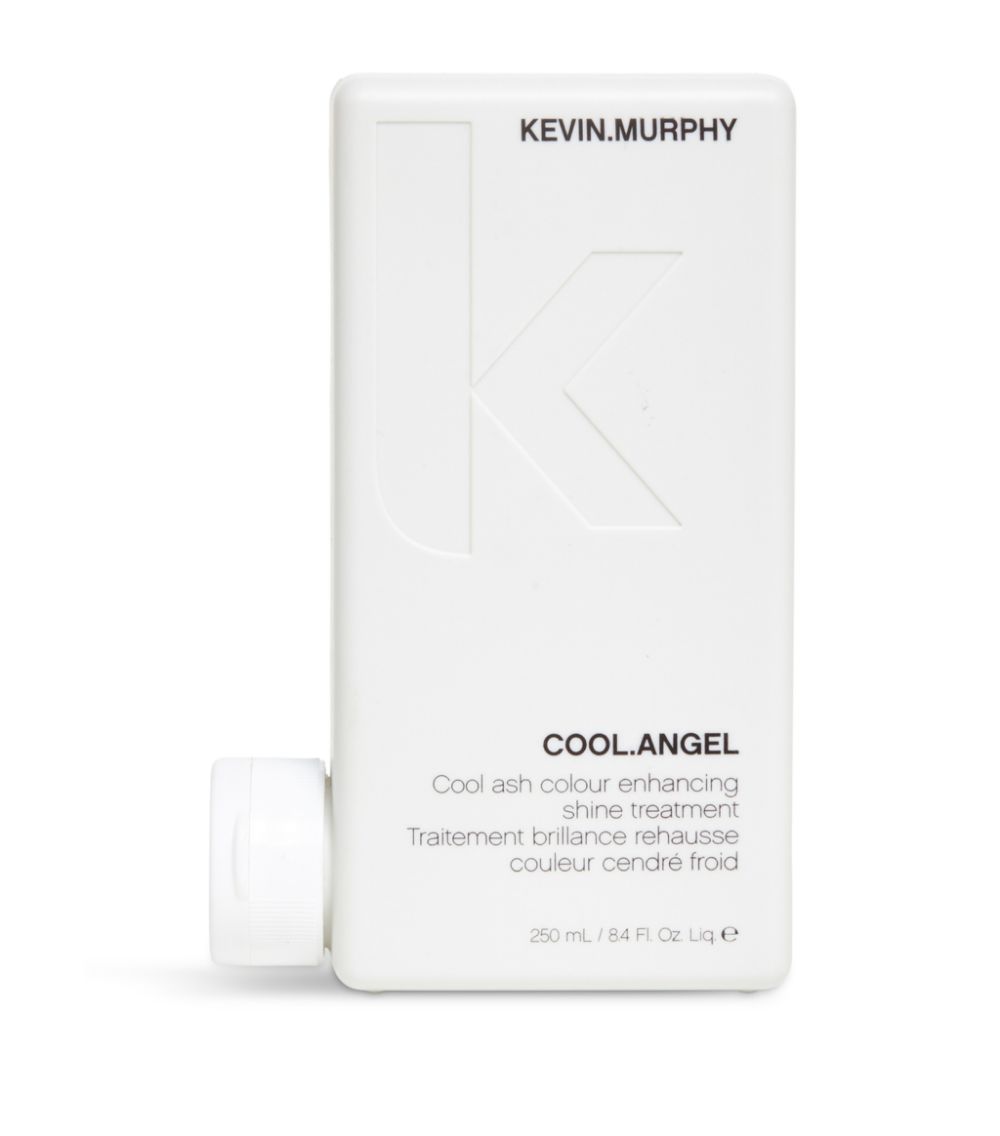 KEVIN.MURPHY
k
COOL.ANGEL
Cool ash colour enhancing
shine treatment
Traitement brillance rehausse
couleur cendré froid
250 mL / 8.4 Fl. Oz. Liq. ℮